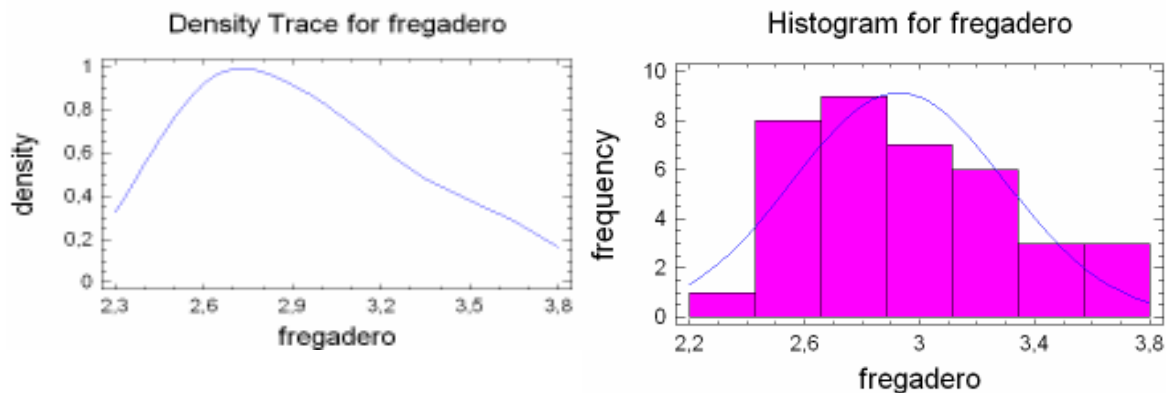 Density Trace for fregadero
density
1
0.8
0.6
0.4
0.2
0
2,3 2,6 2,9 3,2 3,5 3,8
fregadero
Histogram for fregadero
frequency
10
8
6
4
2
0
2,2 2,6 3 3,4 3,8
fregadero